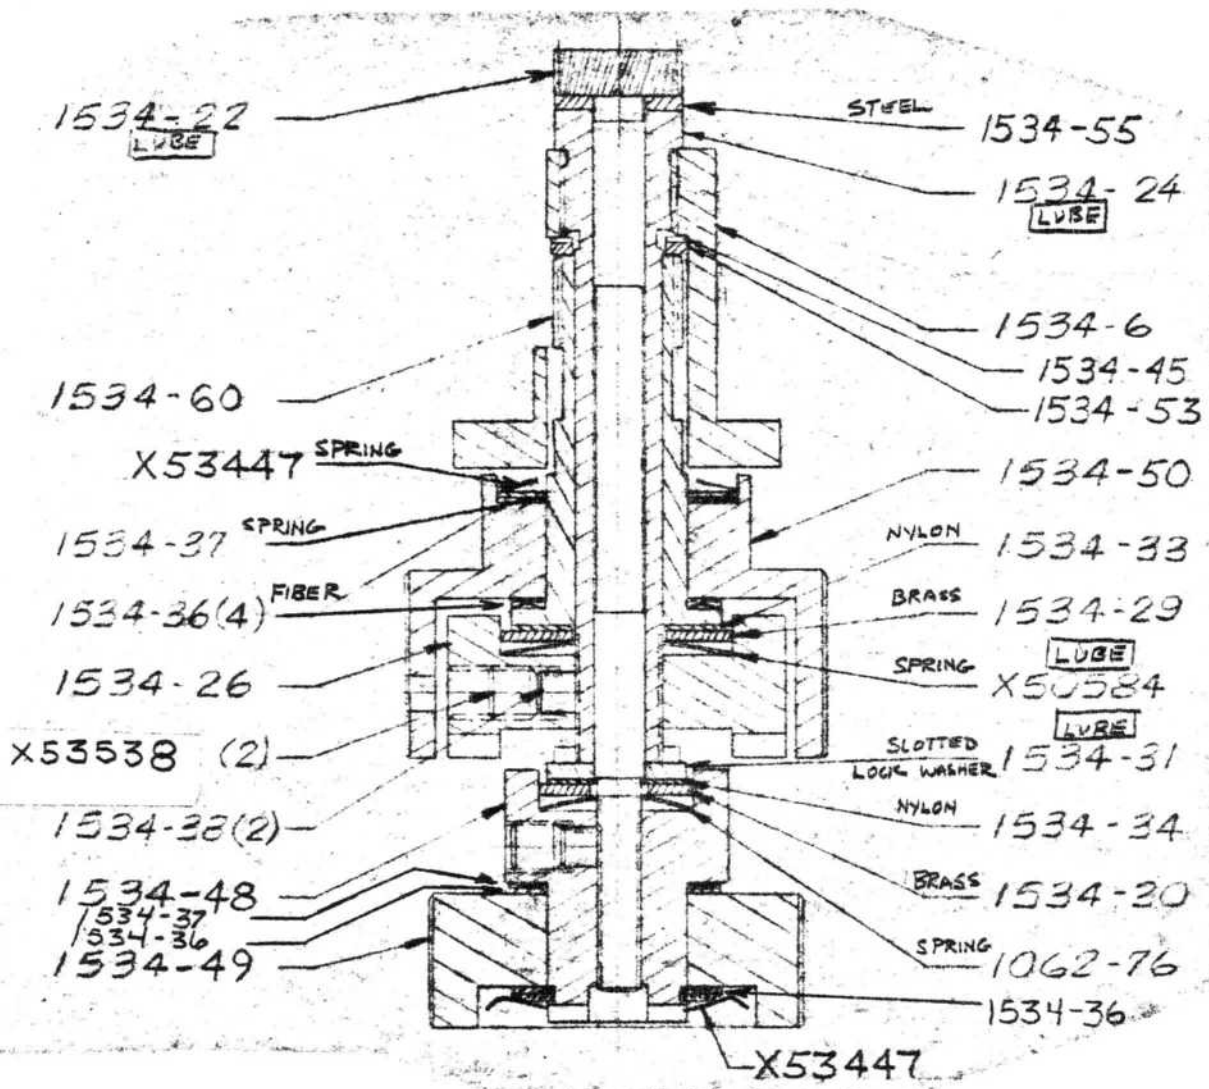 1534-22
LUBE
STEEL
1534-55
1534-24
LUBE
1534-6
1534-45
1534-53
1534-60
X53447
SPRING
1534-50
1534-37
SPRING
NYLON
1534-33
1534-36(4)
FIBER
BRASS
1534-29
LUBE
1534-26
SPRING
X50584
LUBE
X53538 (2)
SLOTTED
LOCK WASHER
1534-31
1534-38(2)
NYLON
1534-34
1534-48
1534-37
1534-36
1534-49
BRASS
1534-30
SPRING
1062-76
1534-36
X53447